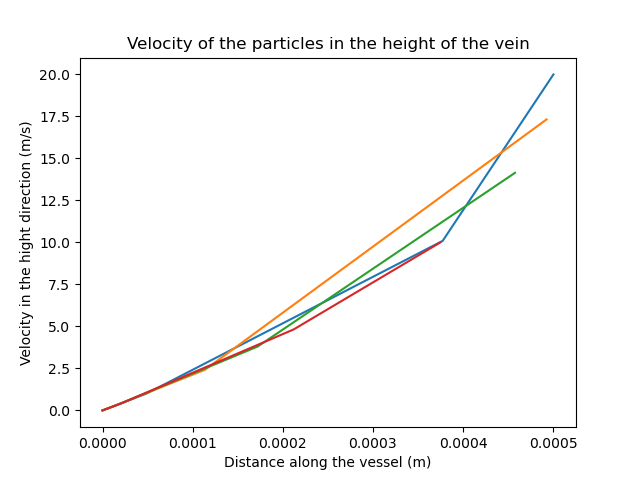 Velocity of the particles in the height of the vein
Velocity in the hight direction (m/s)
20.0
17.5
15.0
12.5
10.0
7.5
5.0
2.5
0.0
0.0000 0.0001 0.0002 0.0003 0.0004 0.0005
Distance along the vessel (m)